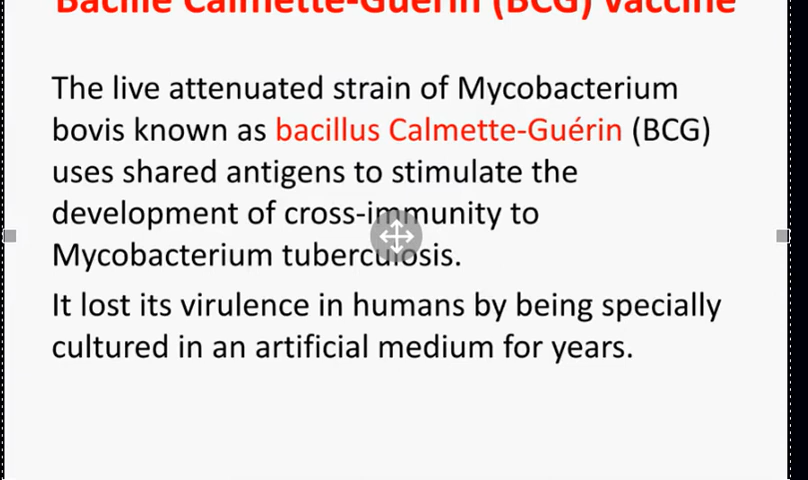 Bacille Calmette-Guérin (BCG) vaccine
The live attenuated strain of Mycobacterium
bovis known as bacillus Calmette-Guérin (BCG)
uses shared antigens to stimulate the
development of cross-immunity to
Mycobacterium tuberculosis.
It lost its virulence in humans by being specially
cultured in an artificial medium for years.